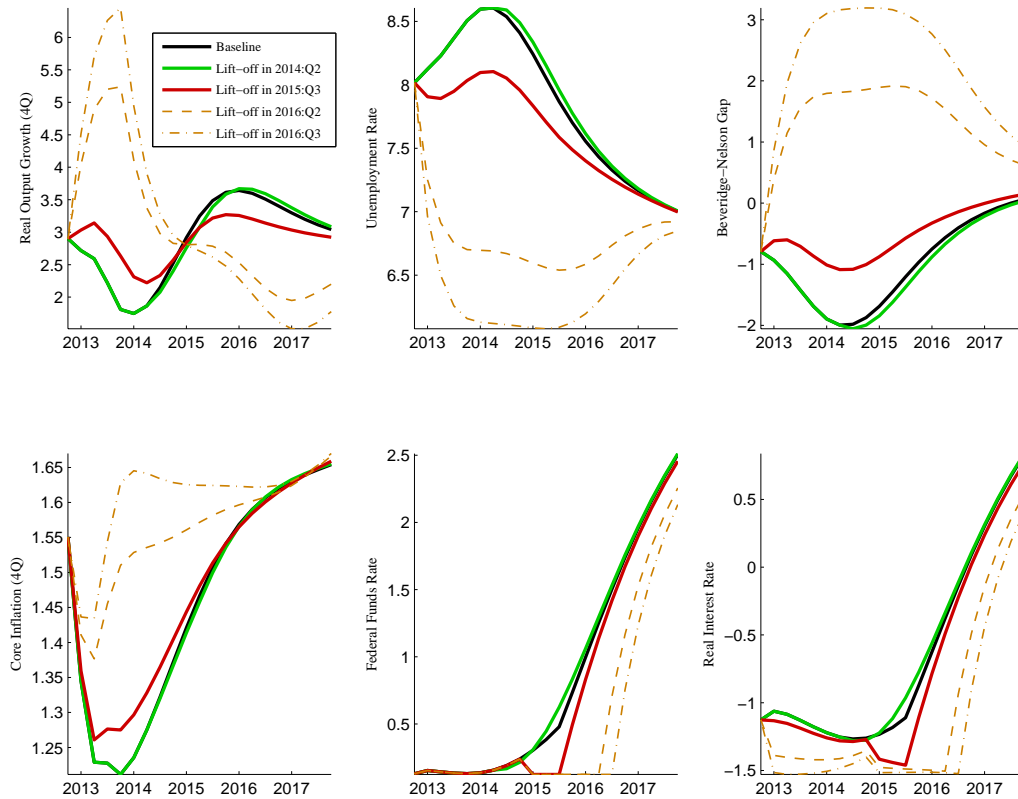 Real Output Growth (4Q)
6
5.5
5
4.5
4
3.5
3
2.5
2
2013 2014 2015 2016 2017
Baseline
Lift−off in 2014:Q2
Lift−off in 2015:Q3
Lift−off in 2016:Q2
Lift−off in 2016:Q3
Unemployment Rate
8.5
8
7.5
7
6.5
2013 2014 2015 2016 2017
Beveridge−Nelson Gap
3
2
1
0
−1
−2
2013 2014 2015 2016 2017
Core Inflation (4Q)
1.65
1.6
1.55
1.5
1.45
1.4
1.35
1.3
1.25
2013 2014 2015 2016 2017
Federal Funds Rate
2.5
2
1.5
1
0.5
2013 2014 2015 2016 2017
Real Interest Rate
0.5
0
−0.5
−1
−1.5
2013 2014 2015 2016 2017